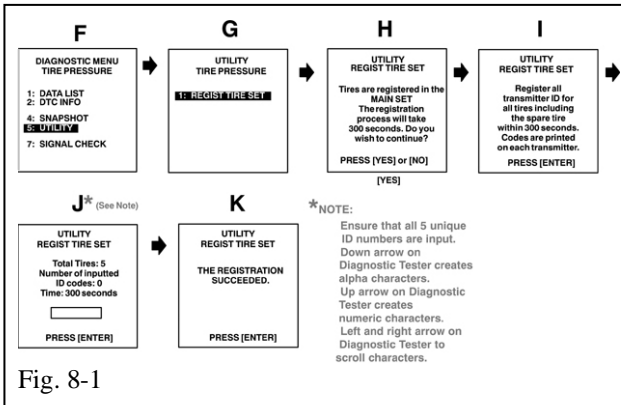 F
DIAGNOSTIC MENU
TIRE PRESSURE
1: DATA LIST
2: DTC INFO
4: SNAPSHOT
5: UTILITY
7: SIGNAL CHECK
G
UTILITY
TIRE PRESSURE
1: REGIST TIRE SET
H
UTILITY
REGIST TIRE SET
Tires are registered in the
MAIN SET
The registration
process will take
300 seconds. Do you
wish to continue?
PRESS [YES] or [NO]
[YES]
I
UTILITY
REGIST TIRE SET
Register all
transmitter ID for
all tires including
the spare tire
within 300 seconds.
Codes are printed
on each transmitter.
PRESS [ENTER]
J* (See Note)
UTILITY
REGIST TIRE SET
Total Tires: 5
Number of inputted
ID codes: 0
Time: 300 seconds
PRESS [ENTER]
K
UTILITY
REGIST TIRE SET
THE REGISTRATION
SUCCEEDED.
PRESS [ENTER]
*NOTE:
Ensure that all 5 unique
ID numbers are input.
Down arrow on
Diagnostic Tester creates
alpha characters.
Up arrow on Diagnostic
Tester creates
numeric characters.
Left and right arrow on
Diagnostic Tester to
scroll characters.
Fig. 8-1